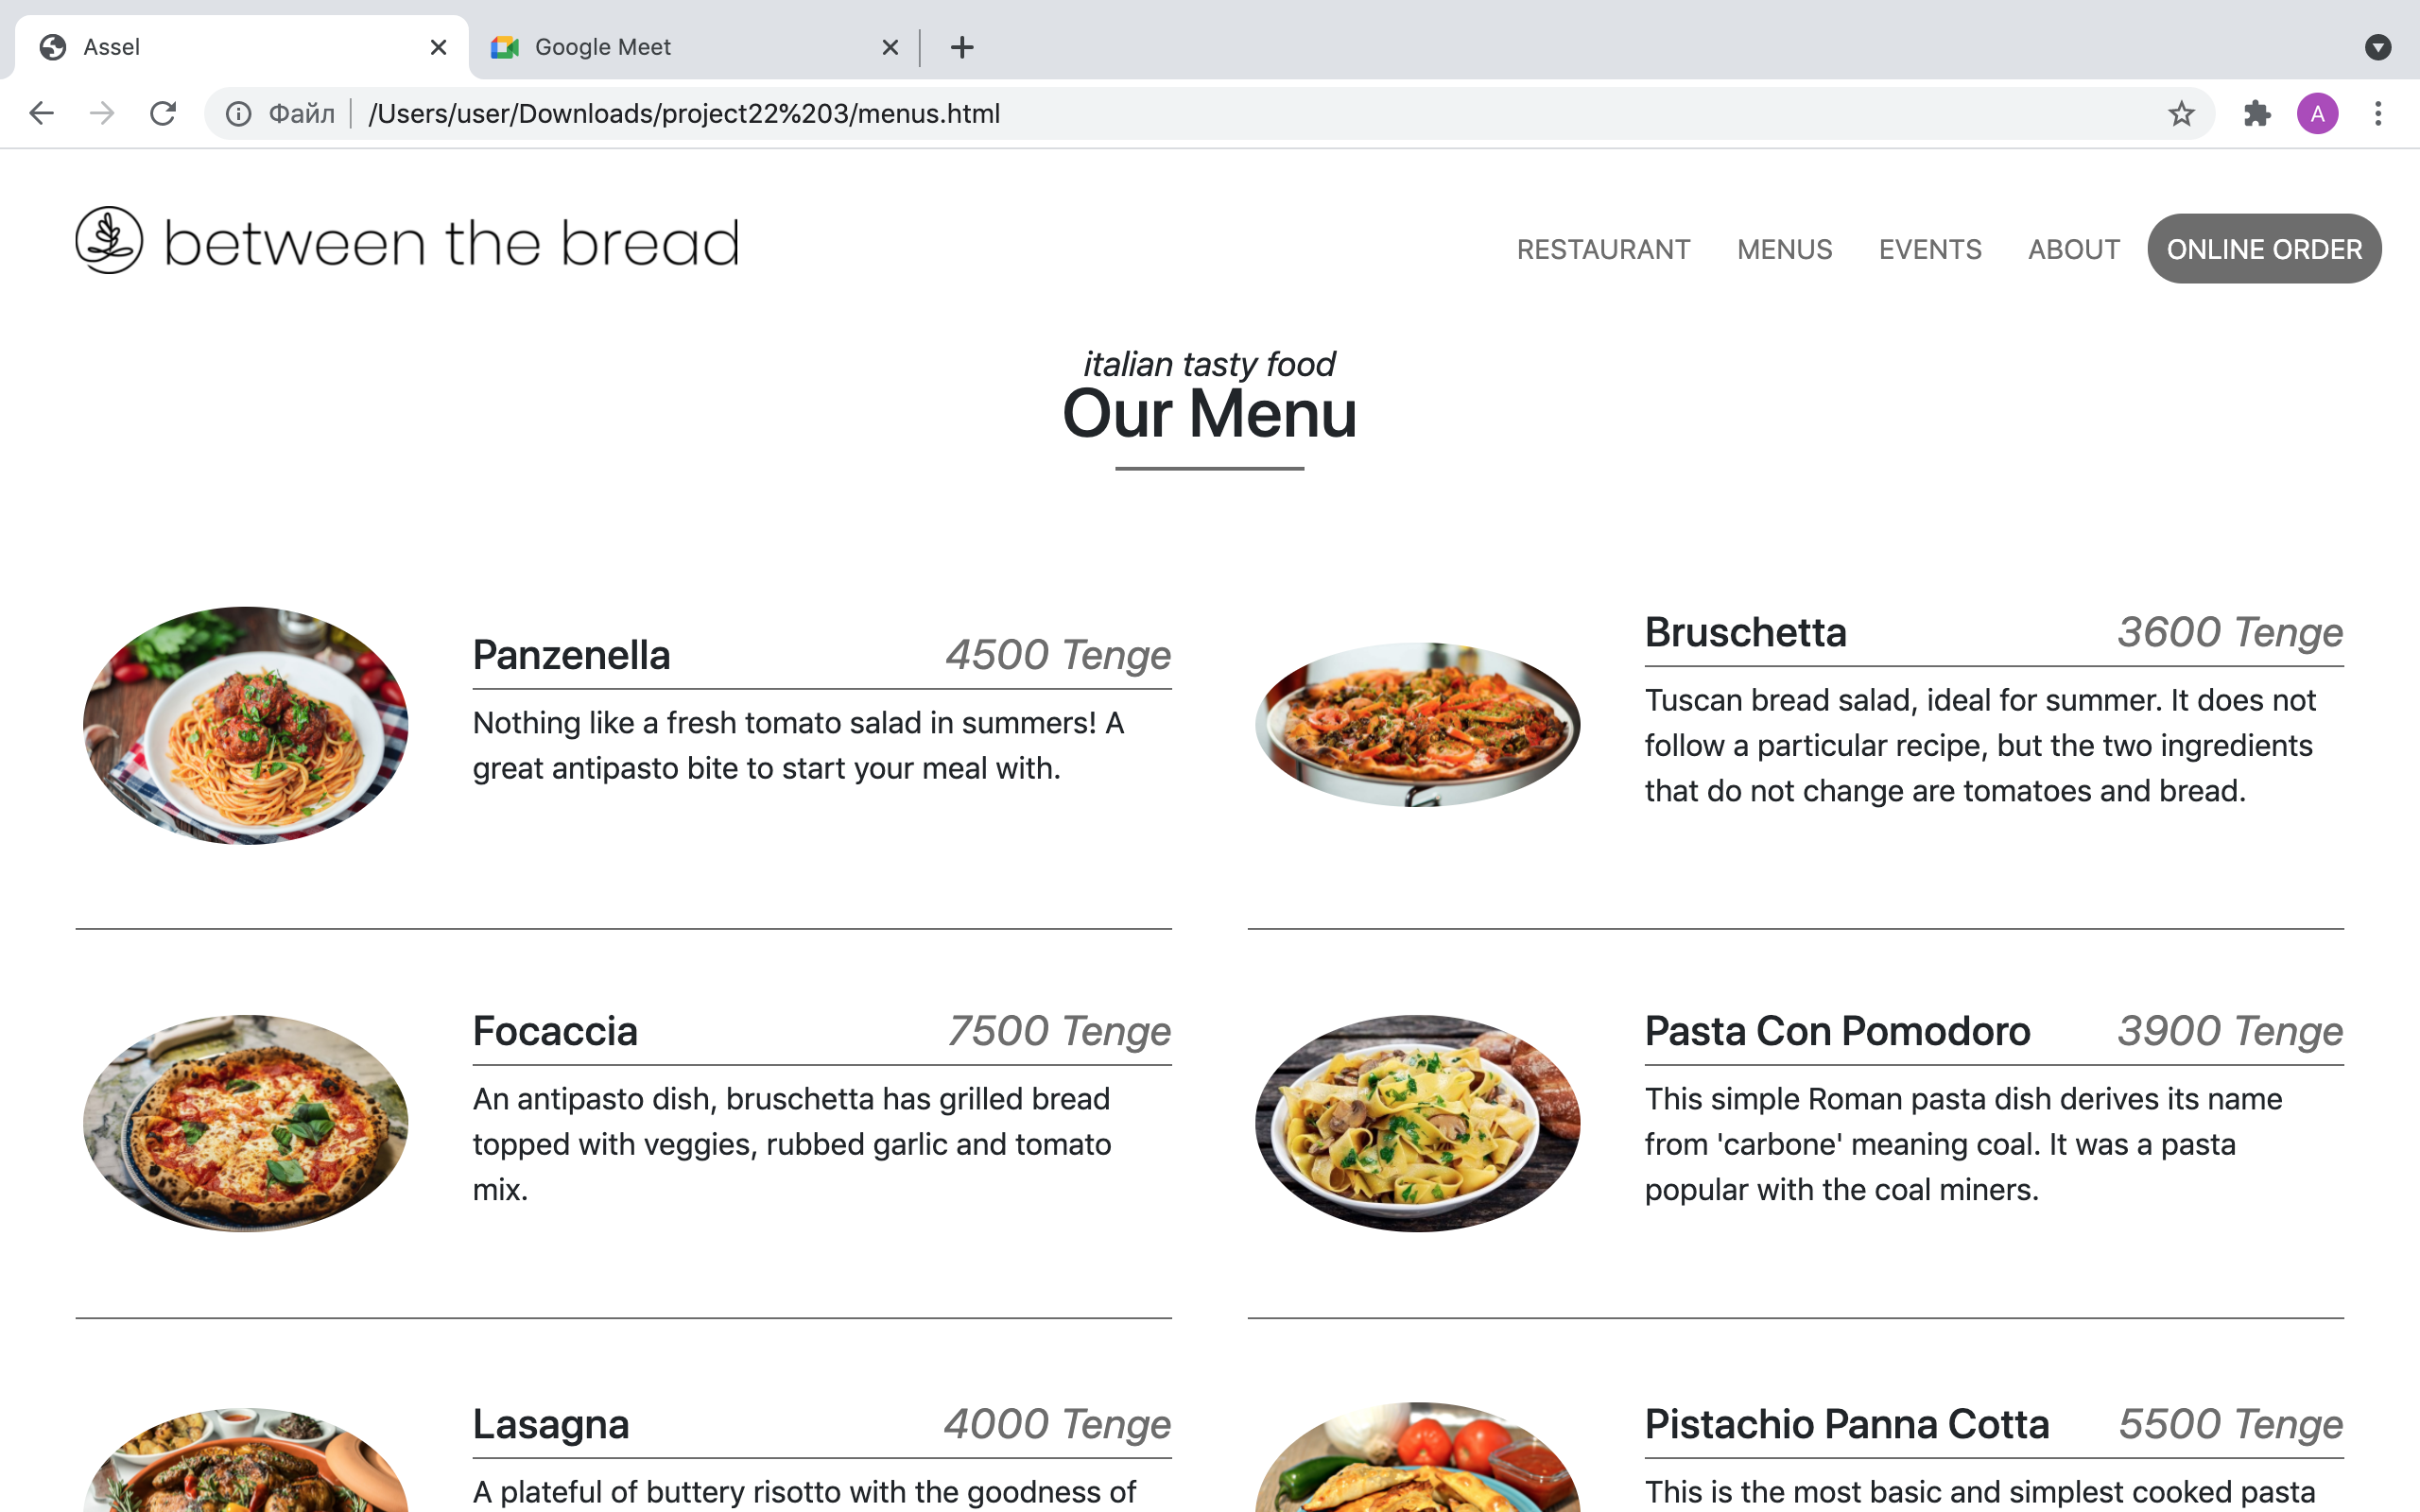 Assel
Google Meet
Файл
/Users/user/Downloads/project22%203/menus.html
A
between the bread
RESTAURANT
MENUS
EVENTS
ABOUT
ONLINE ORDER
italian tasty food
Our Menu
Panzenella 4500 Tenge
Nothing like a fresh tomato salad in summers! A
great antipasto bite to start your meal with.
Bruschetta 3600 Tenge
Tuscan bread salad, ideal for summer. It does not
follow a particular recipe, but the two ingredients
that do not change are tomatoes and bread.
Focaccia 7500 Tenge
An antipasto dish, bruschetta has grilled bread
topped with veggies, rubbed garlic and tomato
mix.
Pasta Con Pomodoro 3900 Tenge
This simple Roman pasta dish derives its name
from 'carbone' meaning coal. It was a pasta
popular with the coal miners.
Lasagna 4000 Tenge
A plateful of buttery risotto with the goodness of
Pistachio Panna Cotta 5500 Tenge
This is the most basic and simplest cooked pasta